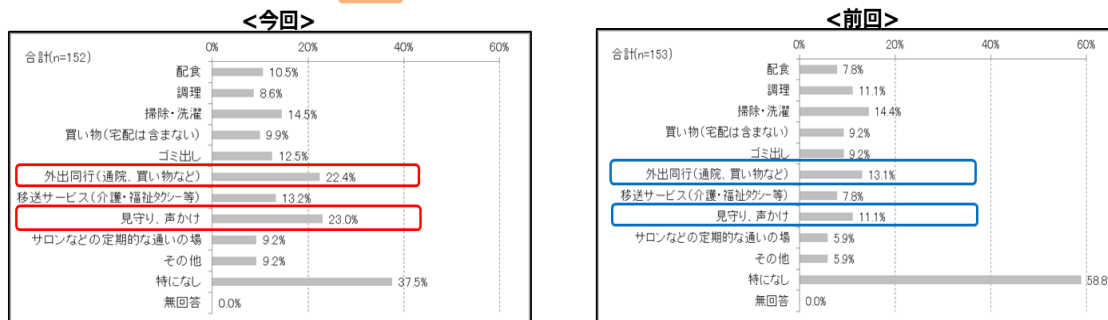 <今回>
合計(n=152)
0% 20% 40% 60%
配食 10.5%
調理 8.6%
掃除・洗濯 14.5%
買い物(宅配は含まない) 9.9%
ゴミ出し 12.5%
外出同行(通院、買い物など) 22.4%
移送サービス(介護・福祉タクシー等) 13.2%
見守り、声かけ 23.0%
サロンなどの定期的な通いの場 9.2%
その他 9.2%
特になし 37.5%
無回答 0.0%
<前回>
合計(n=153)
0% 20% 40% 60%
配食 7.8%
調理 11.1%
掃除・洗濯 14.4%
買い物(宅配は含まない) 9.2%
ゴミ出し 9.2%
外出同行(通院、買い物など) 13.1%
移送サービス(介護・福祉タクシー等) 7.8%
見守り、声かけ 11.1%
サロンなどの定期的な通いの場 5.9%
その他 5.9%
特になし 58.8
無回答 0.0%